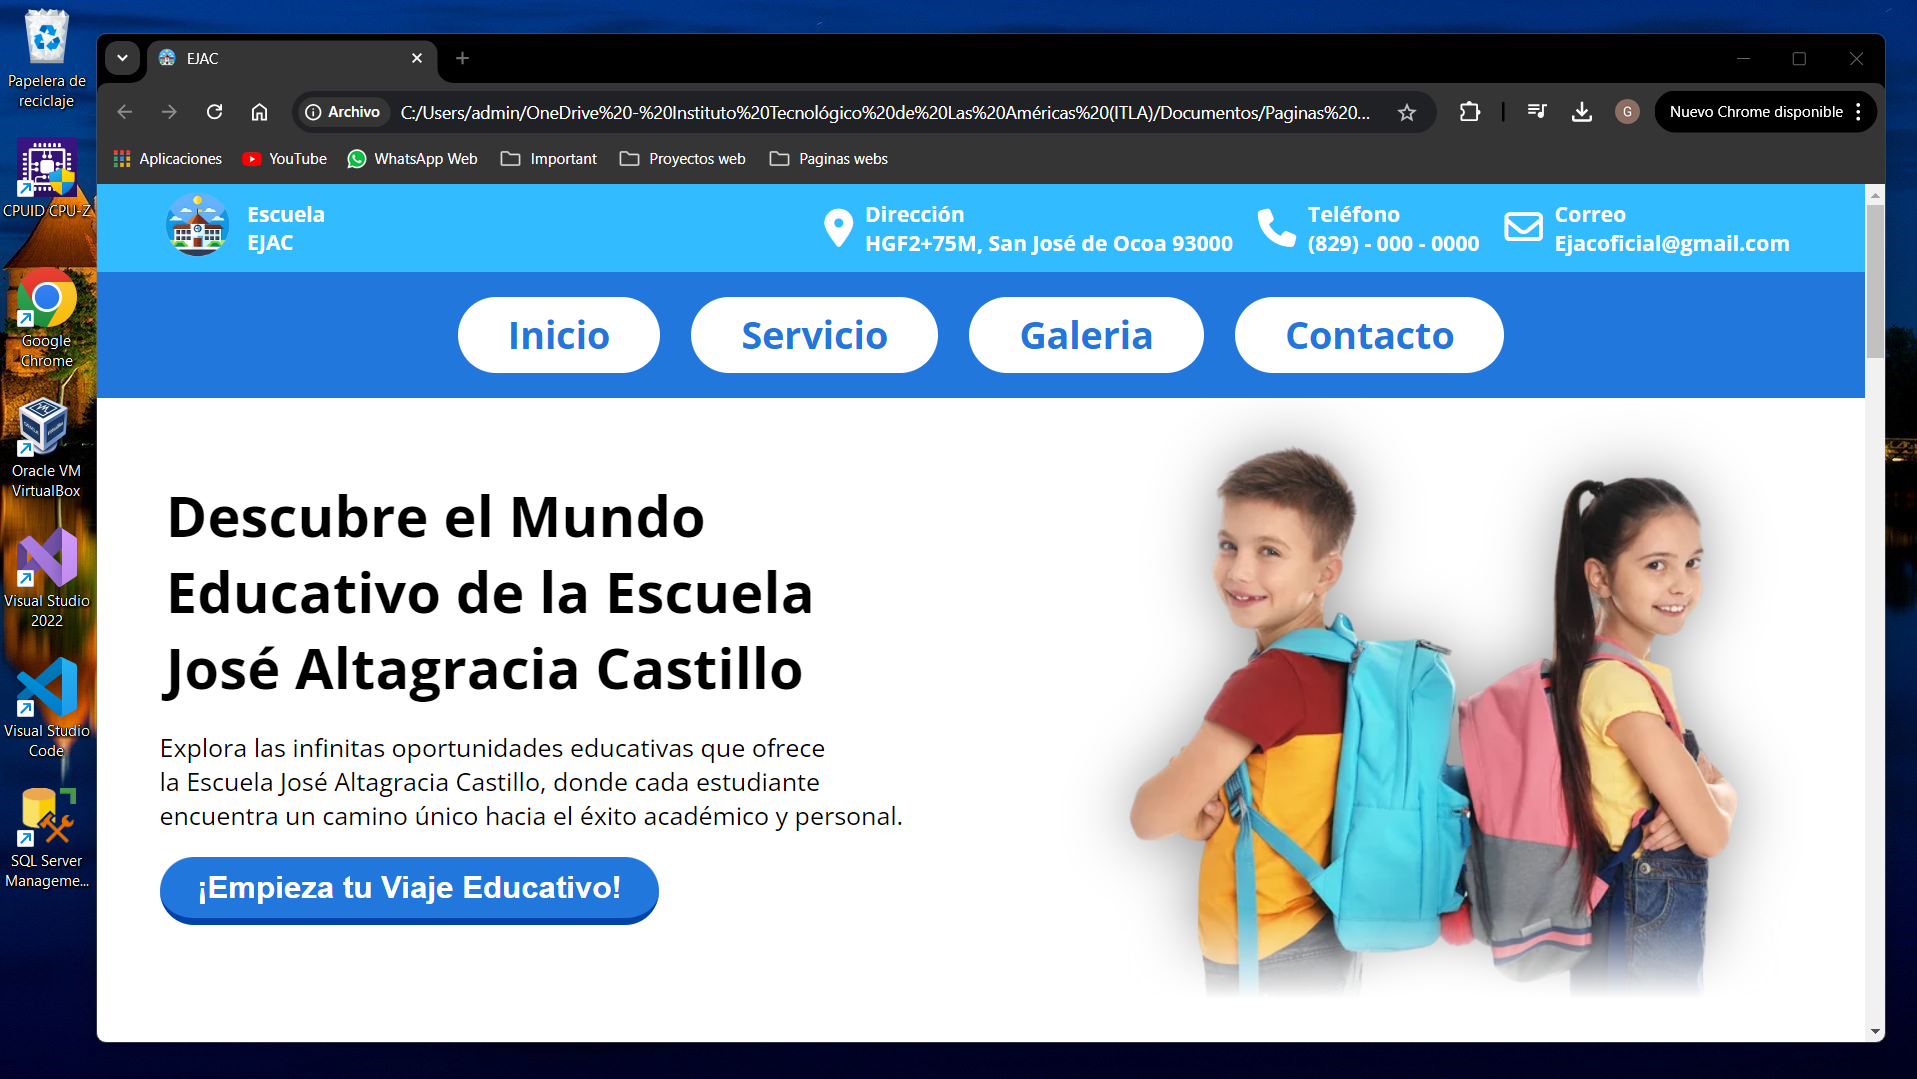 Papelera de
reciclaje
CPUID CPU-Z
Google
Chrome
Oracle VM
VirtualBox
Visual Studio
2022
Visual Studio
Code
SQL Server
Manageme...
EJAC
Archivo
C:/Users/admin/OneDrive%20-%20Instituto%20Tecnológico%20de%20Las%20Américas%20(ITLA)/Documentos/Paginas%20...
G
Nuevo Chrome disponible
Aplicaciones
YouTube
WhatsApp Web
Important
Proyectos web
Paginas webs
Escuela
EJAC
Dirección
HGF2+75M, San José de Ocoa 93000
Teléfono
(829) - 000 - 0000
Correo
Ejacoficial@gmail.com
Inicio
Servicio
Galeria
Contacto
Descubre el Mundo
Educativo de la Escuela
José Altagracia Castillo
Explora las infinitas oportunidades educativas que ofrece
la Escuela José Altagracia Castillo, donde cada estudiante
encuentra un camino único hacia el éxito académico y personal.
¡Empieza tu Viaje Educativo!